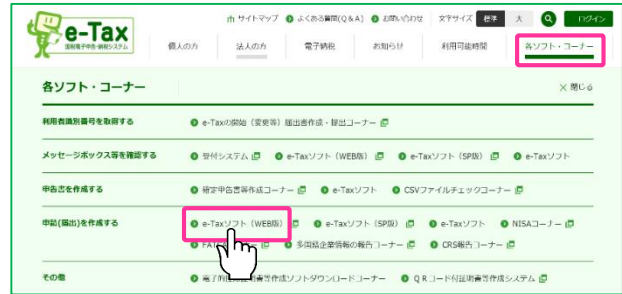 サイトマップ よくある質問(Q&A) お問い合わせ 文字サイズ 標準 大 ログイン
e-Tax
国税電子申告・納税システム
個人の方 法人の方 電子納税 お知らせ 利用可能時間 各ソフト・コーナー
各ソフト・コーナー 閉じる
利用者識別番号を取得する e-Taxの開始(変更等)届出書作成・提出コーナー
メッセージボックス等を確認する 受付システム e-Taxソフト(WEB版) e-Taxソフト(SP版) e-Taxソフト
申告書を作成する 確定申告書等作成コーナー e-Taxソフト CSVファイルチェックコーナー
申請(届出)を作成する e-Taxソフト(WEB版) e-Taxソフト(SP版) e-Taxソフト NISAコーナー
多国籍企業情報の報告コーナー CRS報告コーナー
その他 ソフトダウンロードコーナー QRコード付証明書等作成システム